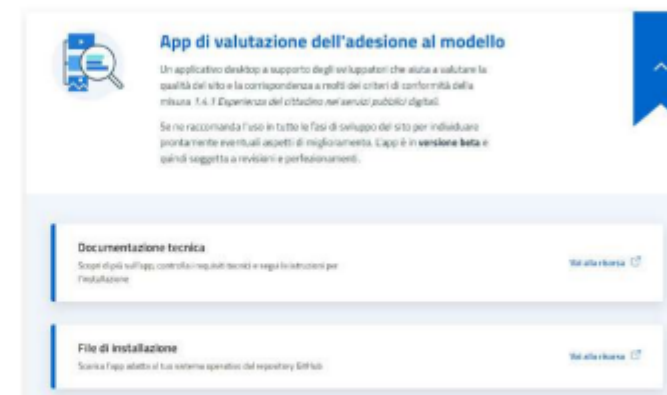 App di valutazione dell'adesione al modello
Un applicativo desktop a supporto degli sviluppatori che aiuta a valutare la
qualità del sito e la corrispondenza a molti dei criteri di conformità della
misura 1.4.1 Esperienza del cittadino nei servizi pubblici digitali.
Se ne raccomanda l'uso in tutte le fasi di sviluppo del sito per individuare
prontamente eventuali aspetti di miglioramento. L'app è in versione beta e
quindi soggetta a revisioni e perfezionamenti.
Documentazione tecnica
Scopri di più sull'app, controlla i requisiti tecnici e segui le istruzioni per
l'installazione
Vai alla risorsa
File di installazione
Scarica l'app adatta al tuo sistema operativo dal repository GitHub
Vai alla risorsa